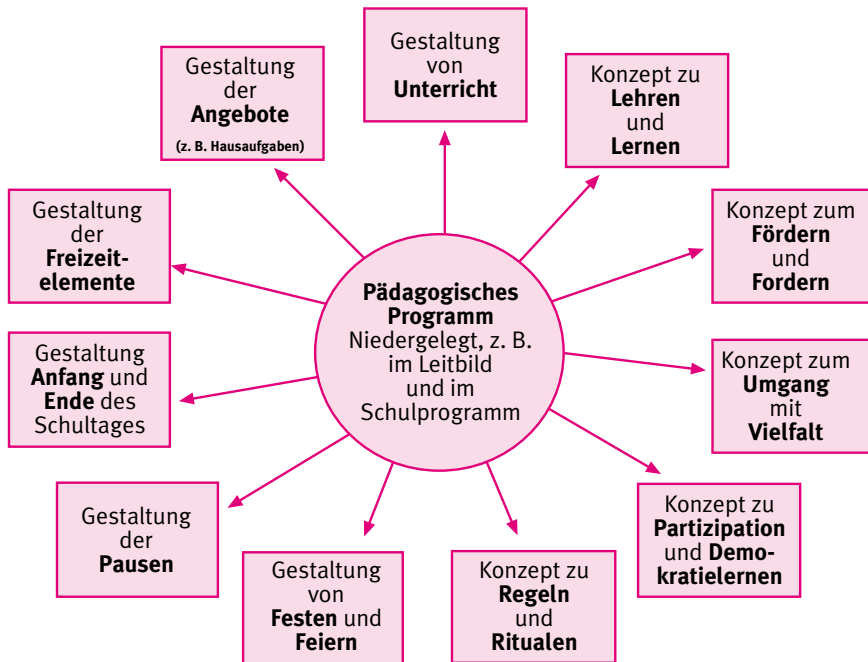 Gestaltung
von
Unterricht
Konzept zu
Lehren
und
Lernen
Konzept zum
Fördern
und
Fordern
Konzept zum
Umgang
mit
Vielfalt
Konzept zu
Partizipation
und Demo-
kratielernen
Konzept zu
Regeln
und
Ritualen
Gestaltung
von
Festen und
Feiern
Gestaltung
der
Pausen
Gestaltung
Anfang und
Ende des
Schultages
Gestaltung
der
Freizeit-
elemente
Gestaltung
der
Angebote
(z. B. Hausaufgaben)
Pädagogisches
Programm
Niedergelegt, z. B.
im Leitbild
und im
Schulprogramm